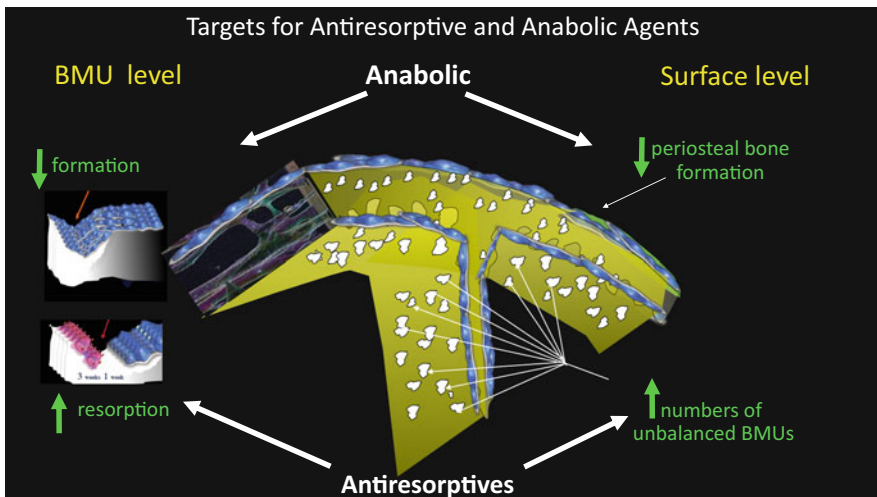 Targets for Antiresorptive and Anabolic Agents
BMU level
Anabolic
Surface level
formation
periosteal bone
formation
3 weeks 1 week
resorption
numbers of
unbalanced BMUs
Antiresorptives